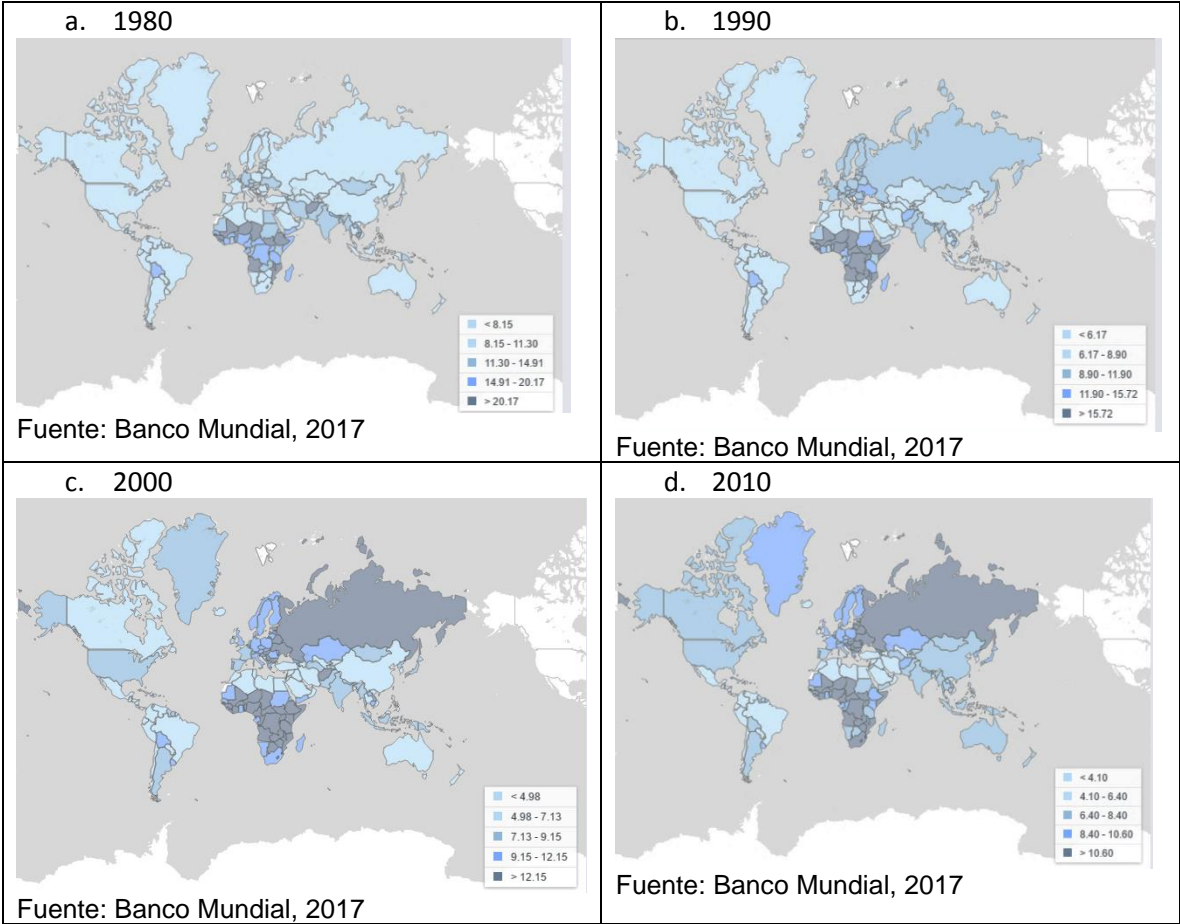 a. 1980
< 8.15
8.15 - 11.30
11.30 - 14.91
14.91 - 20.17
> 20.17
Fuente: Banco Mundial, 2017
b. 1990
< 6.17
6.17 - 8.90
8.90 - 11.90
11.90 - 15.72
> 15.72
Fuente: Banco Mundial, 2017
c. 2000
< 4.98
4.98 - 7.13
7.13 - 9.15
9.15 - 12.15
> 12.15
Fuente: Banco Mundial, 2017
d. 2010
< 4.10
4.10 - 6.40
6.40 - 8.40
8.40 - 10.60
> 10.60
Fuente: Banco Mundial, 2017